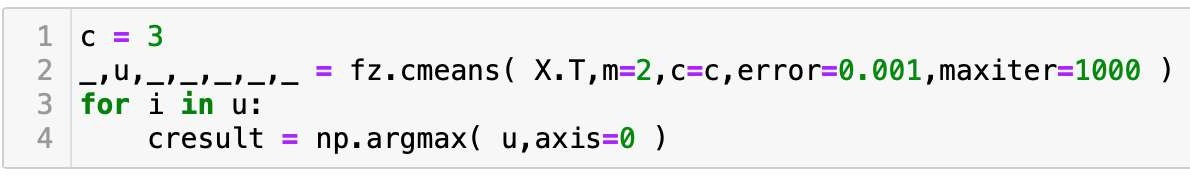 1 c = 3
2 _,u,_,_,_,_,_ = fz.cmeans( X.T,m=2,c=c,error=0.001,maxiter=1000 )
3 for i in u:
4     cresult = np.argmax( u,axis=0 )